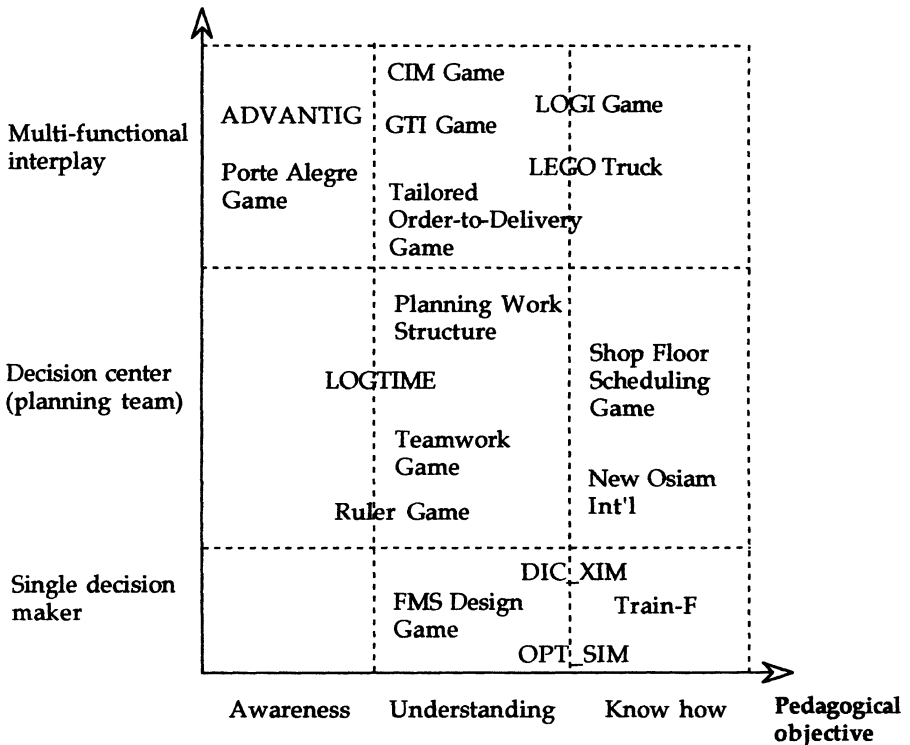 CIM Game
LOGI Game
ADVANTIG
GTI Game
Multi-functional
interplay
LEGO Truck
Porte Alegre
Game
Tailored
Order-to-Delivery
Game
Planning Work
Structure
Shop Floor
Scheduling
Game
Decision center
(planning team)
LOGTIME
Teamwork
Game
New Osiam
Int'l
Ruler Game
Single decision
maker
DIC_XIM
FMS Design
Game
Train-F
OPT_SIM
Awareness
Understanding
Know how
Pedagogical
objective